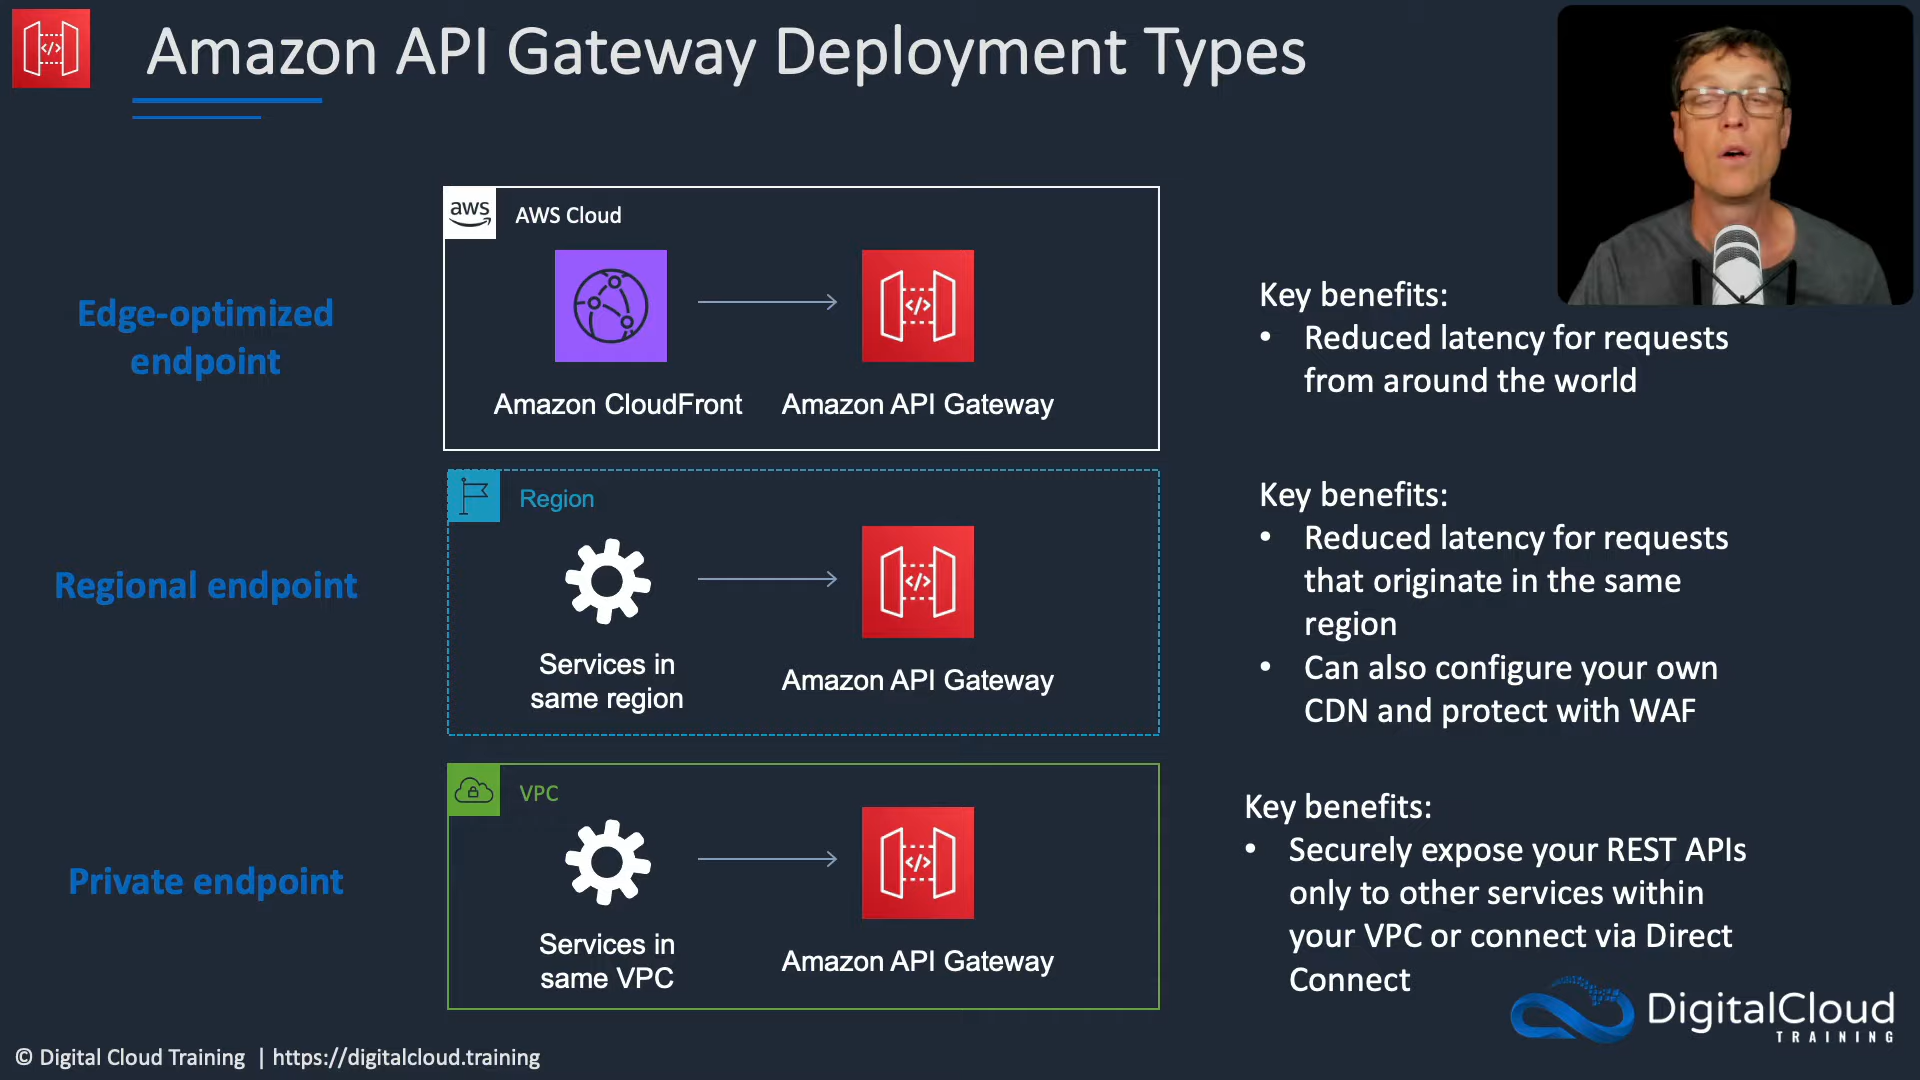 Amazon API Gateway Deployment Types
Edge-optimized
endpoint
aws
AWS Cloud
Amazon CloudFront
Amazon API Gateway
Key benefits:
• Reduced latency for requests
from around the world
Regional endpoint
Region
Services in
same region
Amazon API Gateway
Key benefits:
• Reduced latency for requests
that originate in the same
region
• Can also configure your own
CDN and protect with WAF
Private endpoint
VPC
Services in
same VPC
Amazon API Gateway
Key benefits:
• Securely expose your REST APIs
only to other services within
your VPC or connect via Direct
Connect
DigitalCloud
TRAINING
© Digital Cloud Training | https://digitalcloud.training